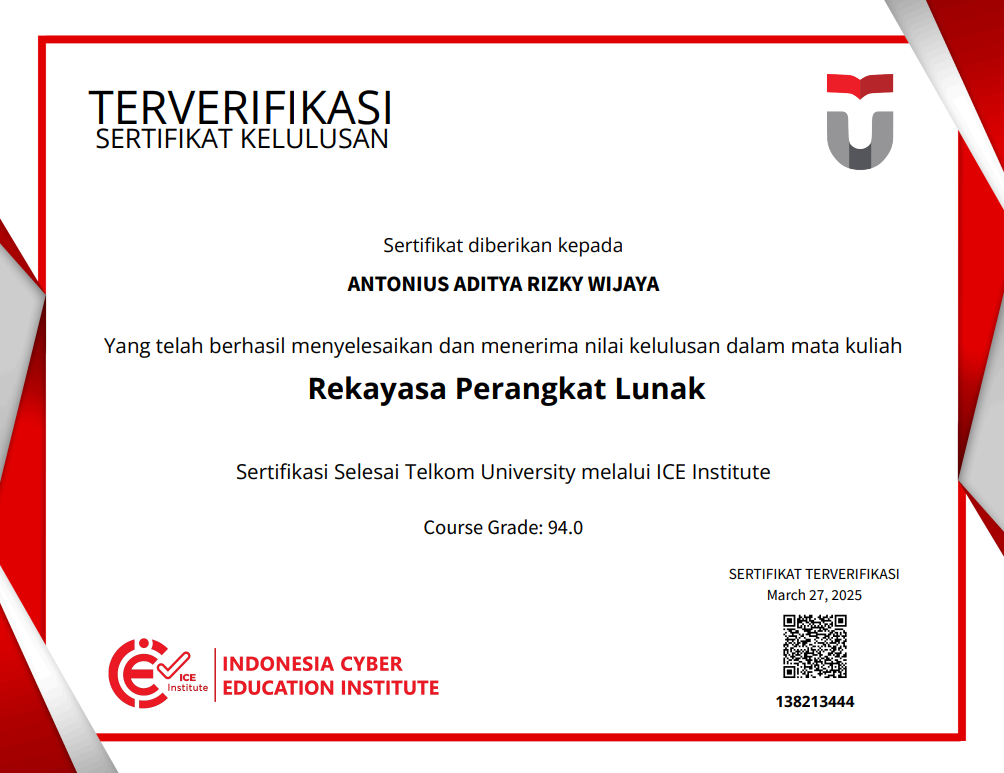 TERVERIFIKASI
SERTIFIKAT KELULUSAN
Sertifikat diberikan kepada
ANTONIUS ADITYA RIZKY WIJAYA
Yang telah berhasil menyelesaikan dan menerima nilai kelulusan dalam mata kuliah
Rekayasa Perangkat Lunak
Sertifikasi Selesai Telkom University melalui ICE Institute
Course Grade: 94.0
SERTIFIKAT TERVERIFIKASI
March 27, 2025
138213444
ICE
Institute
INDONESIA CYBER
EDUCATION INSTITUTE